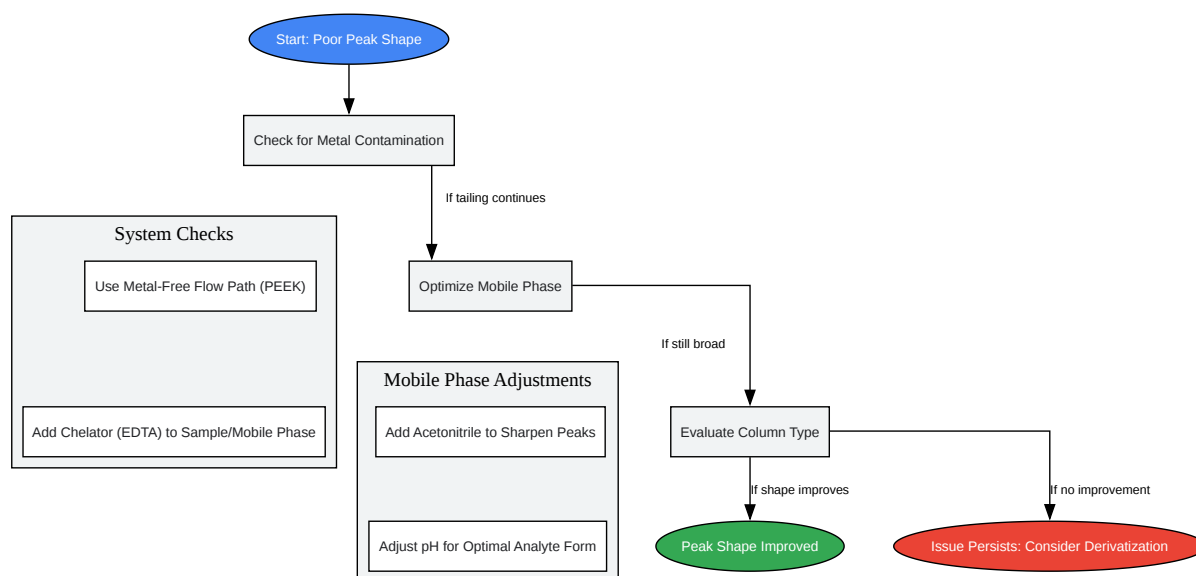 Start: Poor Peak Shape
Check for Metal Contamination
If tailing continues
System Checks
Use Metal-Free Flow Path (PEEK)
Optimize Mobile Phase
If still broad
Mobile Phase Adjustments
Add Chelator (EDTA) to Sample/Mobile Phase
Add Acetonitrile to Sharpen Peaks
Evaluate Column Type
If shape improves
If no improvement
Adjust pH for Optimal Analyte Form
Peak Shape Improved
Issue Persists: Consider Derivatization